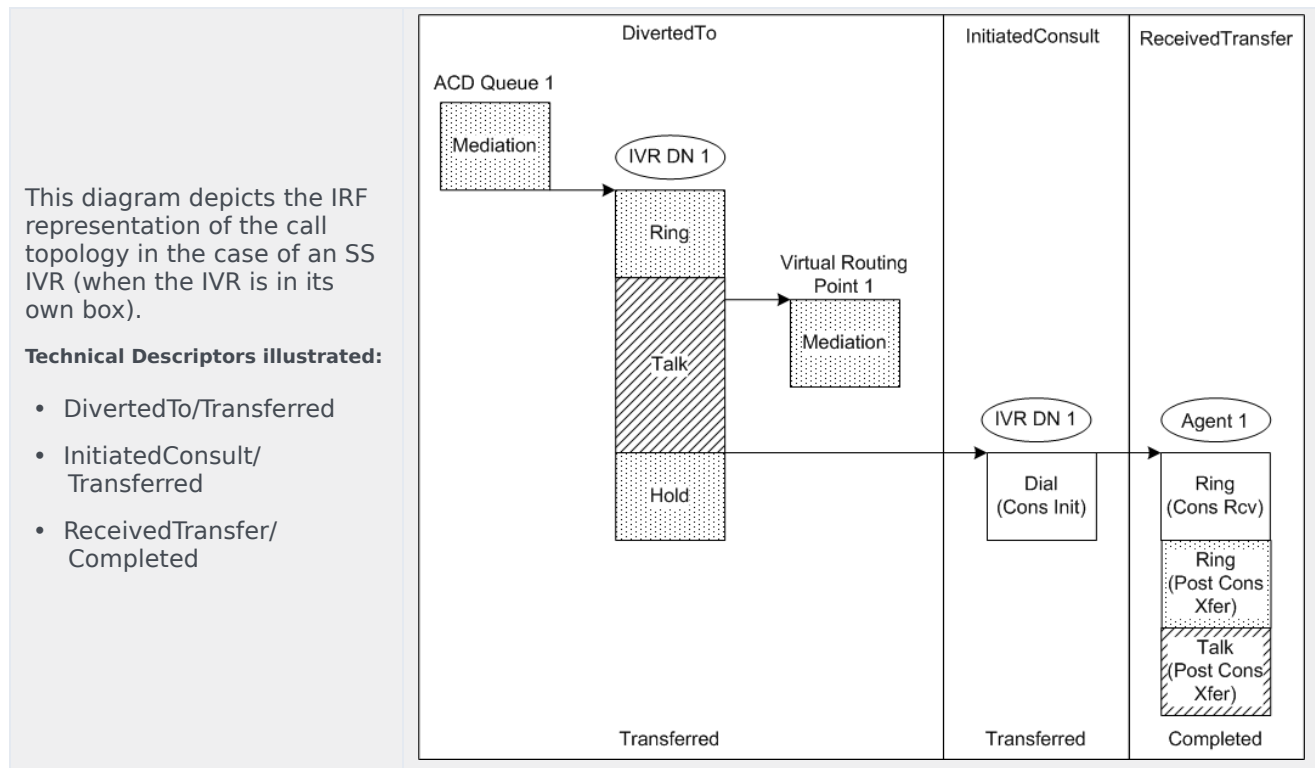 This diagram depicts the IRF
representation of the call
topology in the case of an SS
IVR (when the IVR is in its
own box).
Technical Descriptors illustrated:
• DivertedTo/Transferred
• InitiatedConsult/
Transferred
• ReceivedTransfer/
Completed
DivertedTo
InitiatedConsult
ReceivedTransfer
ACD Queue 1
Mediation
IVR DN 1
Ring
Talk
Hold
Virtual Routing
Point 1
Mediation
IVR DN 1
Dial
(Cons Init)
Agent 1
Ring
(Cons Rcv)
Ring
(Post Cons
Xfer)
Talk
(Post Cons
Xfer)
Transferred
Transferred
Completed